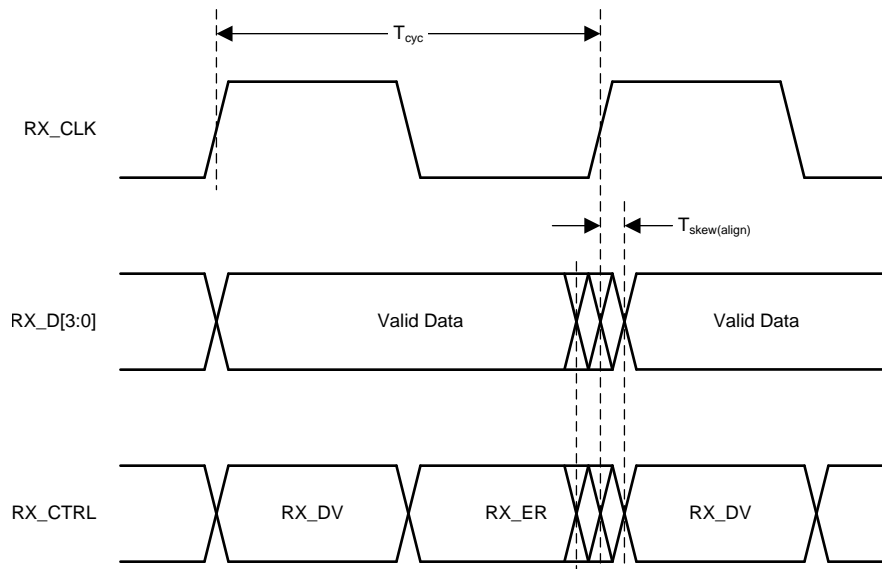 T_cyc
RX_CLK
T_skew(align)
RX_D[3:0]
Valid Data
Valid Data
RX_CTRL
RX_DV
RX_ER
RX_DV